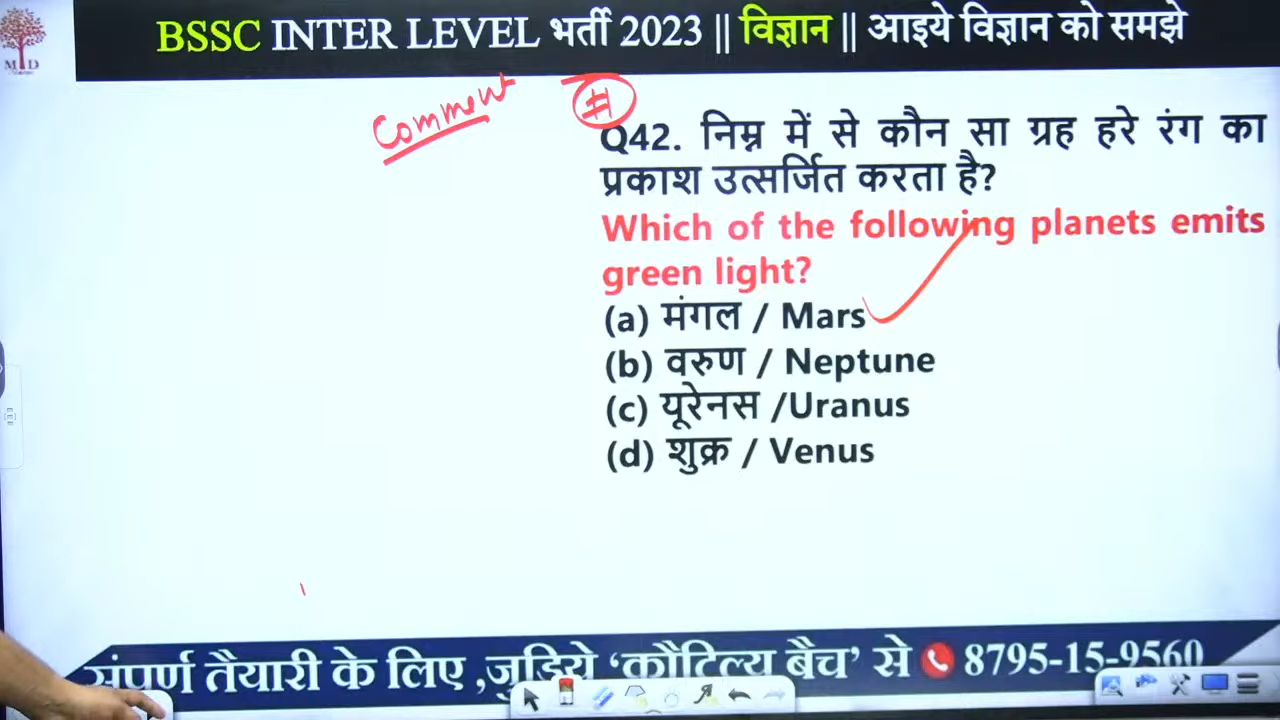 BSSC INTER LEVEL भर्ती 2023 || विज्ञान || आइये विज्ञान को समझे
Comment
#
Q42. निम्न में से कौन सा ग्रह हरे रंग का
प्रकाश उत्सर्जित करता है?
Which of the following planets emits
green light?
(a) मंगल / Mars
(b) वरुण / Neptune
(c) यूरेनस /Uranus
(d) शुक्र / Venus
संपूर्ण तैयारी के लिए ,जुड़िये ‘कौटिल्य बैच’ से 8795-15-9560